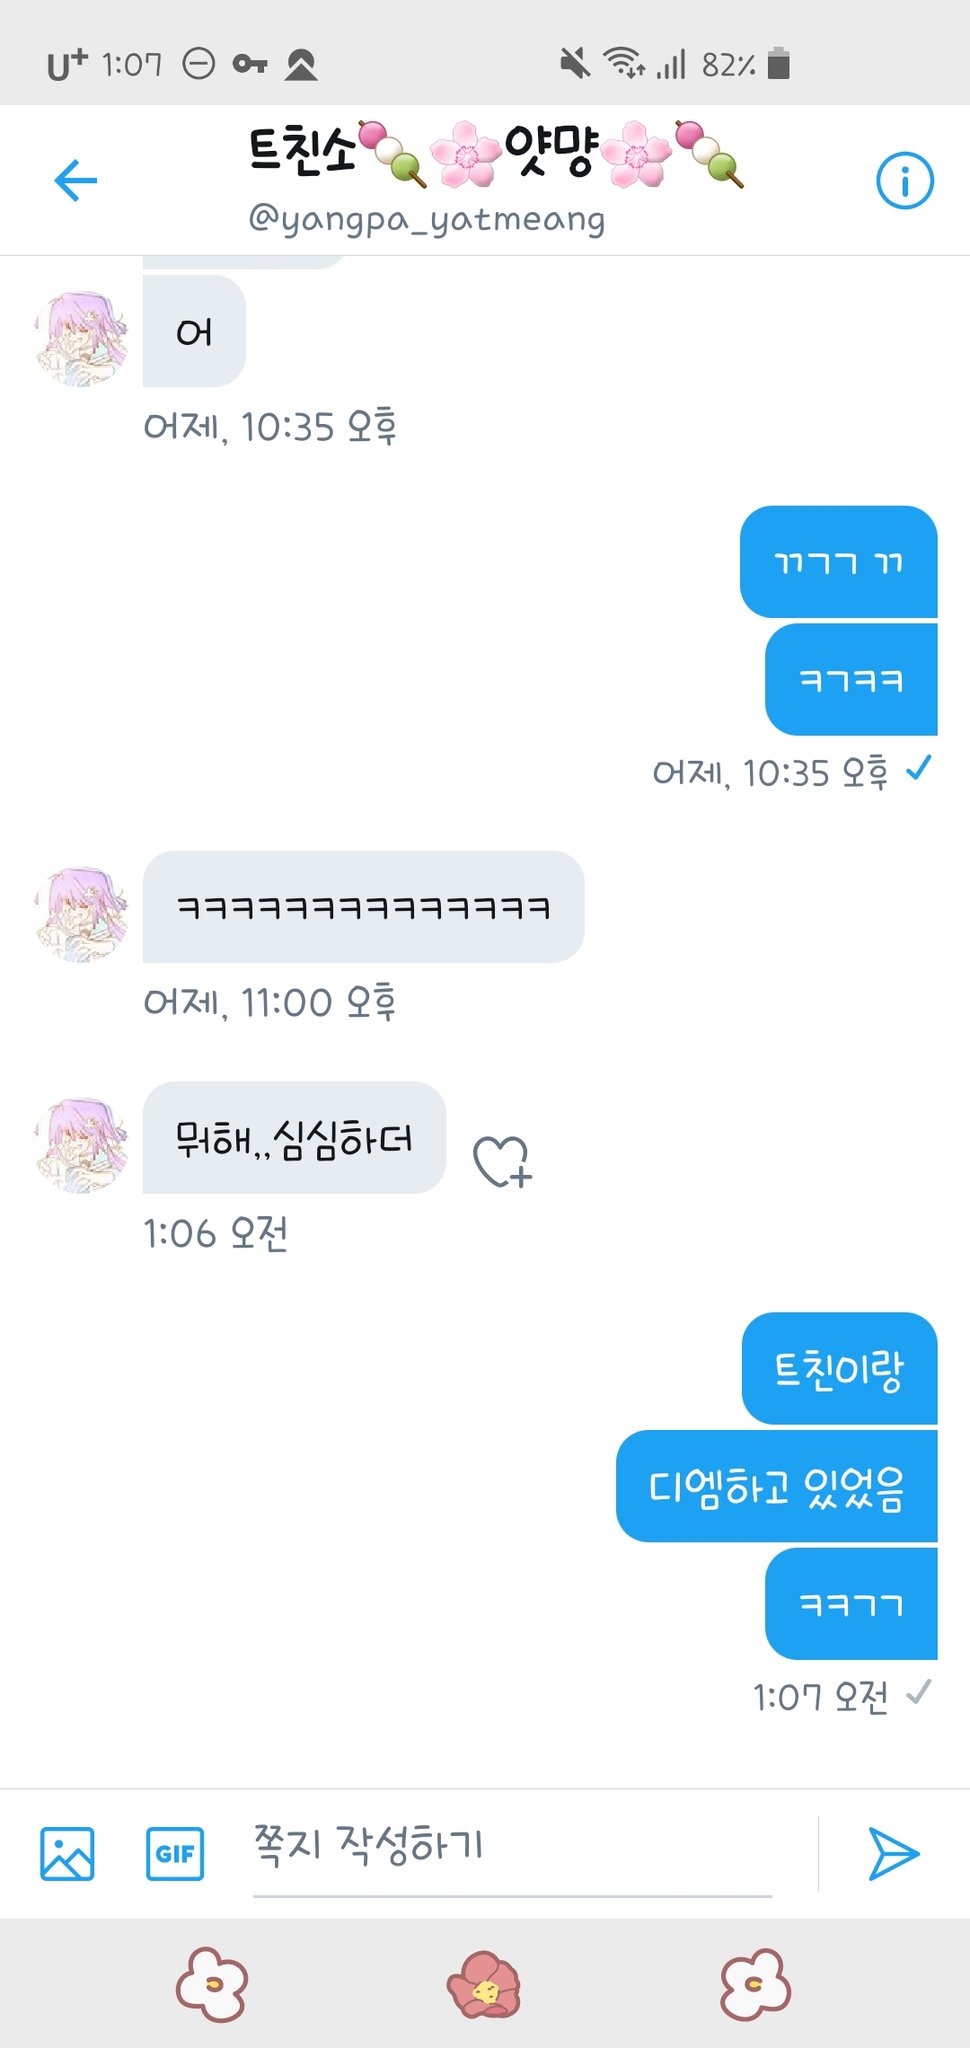 U+ 1:07 82%
트친소🍡🌸얏먕🌸🍡
@yangpa_yatmeang
어
어제, 10:35 오후
ㄲㄱㄱ ㄲ
ㅋㄱㅋㅋ
어제, 10:35 오후
ㅋㅋㅋㅋㅋㅋㅋㅋㅋㅋㅋㅋㅋㅋ
어제, 11:00 오후
뭐해,,심심하더
1:06 오전
트친이랑
디엠하고 있었음
ㅋㅋㄱㄱ
1:07 오전
GIF
쪽지 작성하기